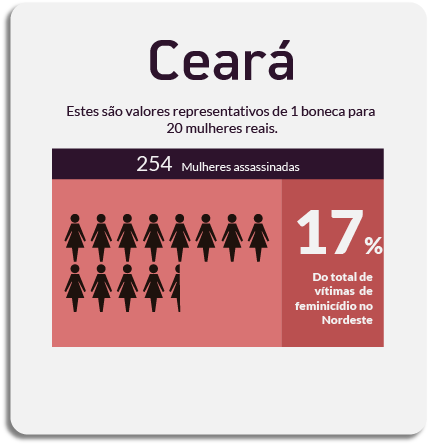 Ceará
Estes são valores representativos de 1 boneca para
20 mulheres reais.
254 Mulheres assassinadas
17%
Do total de
vítimas de
feminicídio no
Nordeste